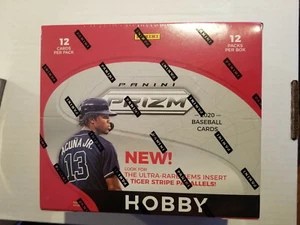 12
CARDS
PER PACK
PANINI
12
PACKS
PER BOX
PANINI
PRIZM
2020
BASEBALL
CARDS
ACUNA JR.
13
NEW!
LOOK FOR
THE ULTRA-RARE GEMS INSERT
TIGER STRIPE PARALLELS!
HOBBY